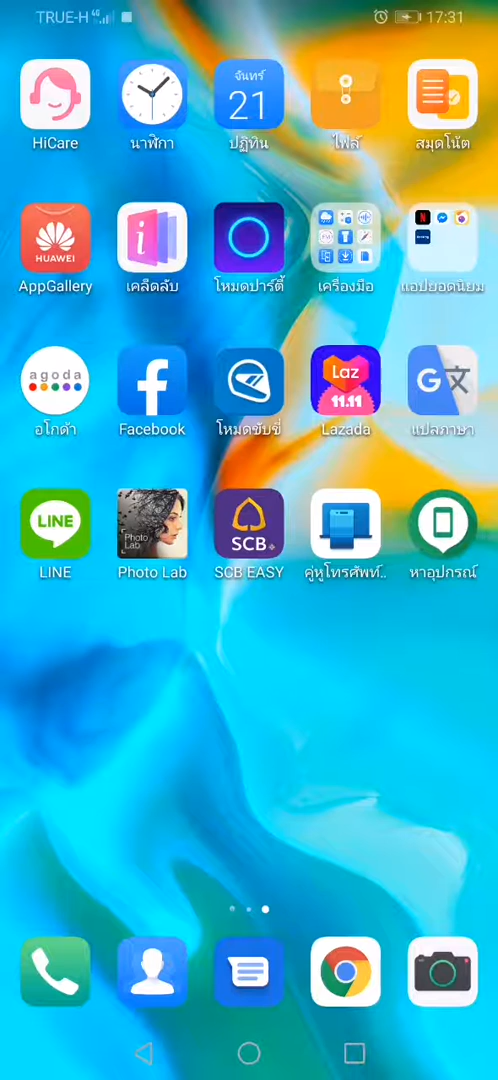 TRUE-H 4G 17:31
จันทร์
21
HiCare นาฬิกา ปฏิทิน ไฟล์ สมุดโน้ต
HUAWEI
AppGallery เคล็ดลับ โหมดปาร์ตี้ เครื่องมือ แอปยอดนิยม
agoda Laz
11.11
อโกด้า Facebook โหมดขับขี่ Lazada แปลภาษา
LINE Photo Lab SCB
LINE Photo Lab SCB EASY คู่หูโทรศัพท์.. หาอุปกรณ์